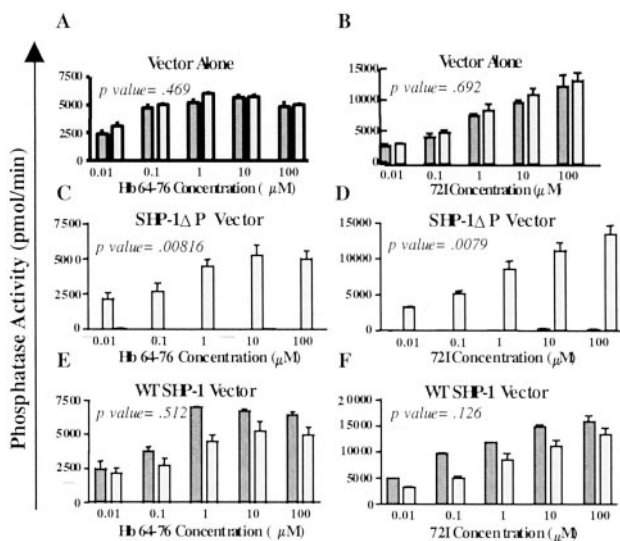 A
Vector Alone
p value= .469
7500
5000
2500
0
0.01 0.1 1 10 100
Hb 64-76 Concentration ( μM)
B
Vector Alone
p value= .692
15000
10000
5000
0
0.01 0.1 1 10 100
72I Concentration (μM)
C
SHP-1Δ P Vector
p value= .00816
7500
5000
2500
0
0.01 0.1 1 10 100
Hb 64-76 Concentration (μM)
D
SHP-1Δ P Vector
p value= .0079
15000
10000
5000
0
0.01 0.1 1 10 100
72I Concentration (μM)
E
WT SHP-1 Vector
p value= .512
7500
5000
2500
0
0.01 0.1 1 10 100
Hb 64-76 Concentration ( μM)
F
WT SHP-1 Vector
p value= .126
20000
15000
10000
5000
0
0.01 0.1 1 10 100
72I Concentration (μM)
Phosphatase Activity (pmol/min)